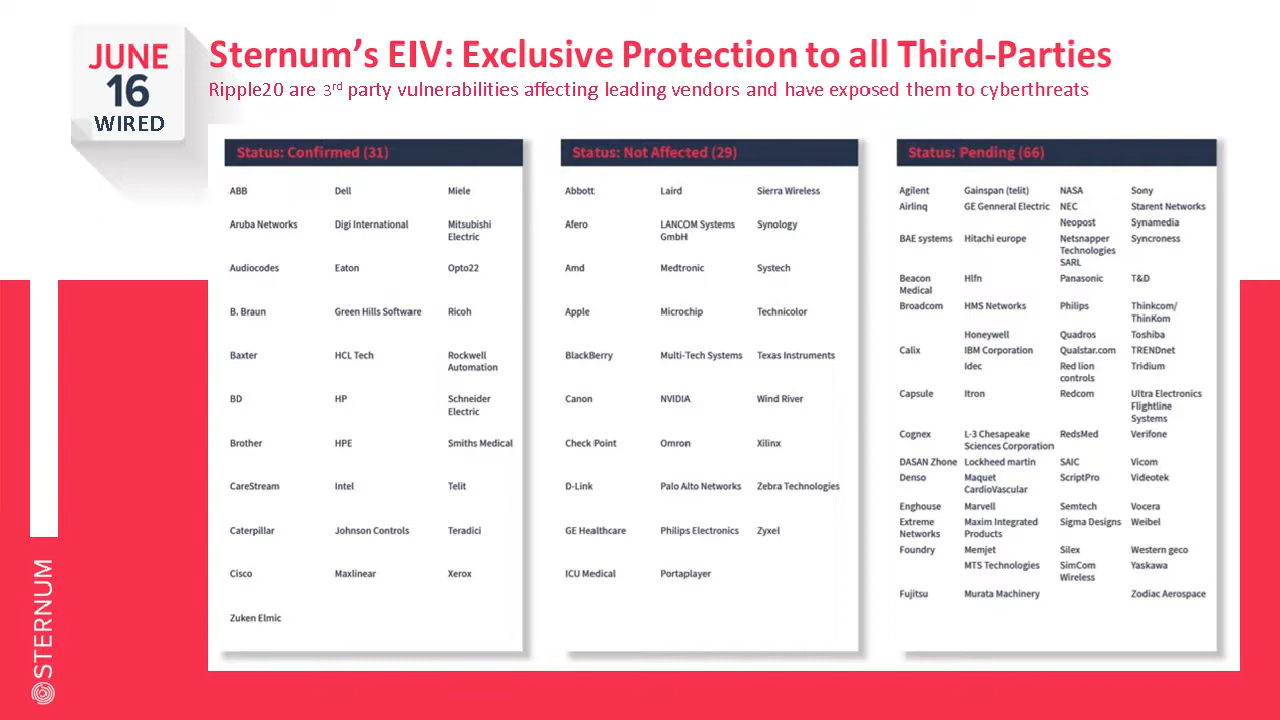 JUNE
16
WIRED
Sternum's EIV: Exclusive Protection to all Third-Parties
Ripple20 are 3rd party vulnerabilities affecting leading vendors and have exposed them to cyberthreats
Status: Confirmed (31)
ABB Dell Miele
Aruba Networks Digi International Mitsubishi
Electric
Audiocodes Eaton Opto22
B. Braun Green Hills Software Ricoh
Baxter HCL Tech Rockwell
Automation
BD HP Schneider
Electric
Brother HPE Smiths Medical
CareStream Intel Telit
Caterpillar Johnson Controls Teradici
Cisco Maxlinear Xerox
Zuken Elmic
Status: Not Affected (29)
Abbott Laird Sierra Wireless
Afero LANCOM Systems Synology
GmbH
Amd Medtronic Systech
Apple Microchip Technicolor
BlackBerry Multi-Tech Systems Texas Instruments
Canon NVIDIA Wind River
Check Point Omron Xilinx
D-Link Palo Alto Networks Zebra Technologies
GE Healthcare Philips Electronics Zyxel
ICU Medical Portaplayer
Status: Pending (66)
Agilent Gainspan (telit) NASA Sony
Airlinq GE Genneral Electric NEC Starent Networks
Neopost Synamedia
BAE systems Hitachi europe Netsnapper Syncroness
Technologies
SARL
Beacon Hlfn Panasonic T&D
Medical
Broadcom HMS Networks Philips Thinkcom/
ThinKom
Honeywell Quadros Toshiba
Calix IBM Corporation Qualstar.com TRENDnet
Idec Red lion Tridium
controls
Capsule Itron Redcom Ultra Electronics
Flightline
Systems
Cognex L-3 Chesapeake RedsMed Verifone
Sciences Corporation
DASAN Zhone Lockheed martin SAIC Vicom
Denso Maquet ScriptPro Videotek
CardioVascular
Enghouse Marvell Semtech Vocera
Extreme Maxim Integrated Sigma Designs Weibel
Networks Products
Foundry Memjet Silex Western geco
MTS Technologies SimCom Yaskawa
Wireless
Fujitsu Murata Machinery Zodiac Aerospace
STERNUM